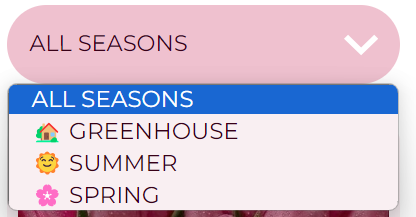 ALL SEASONS
ALL SEASONS
🏡 GREENHOUSE
🌞 SUMMER
🌸 SPRING